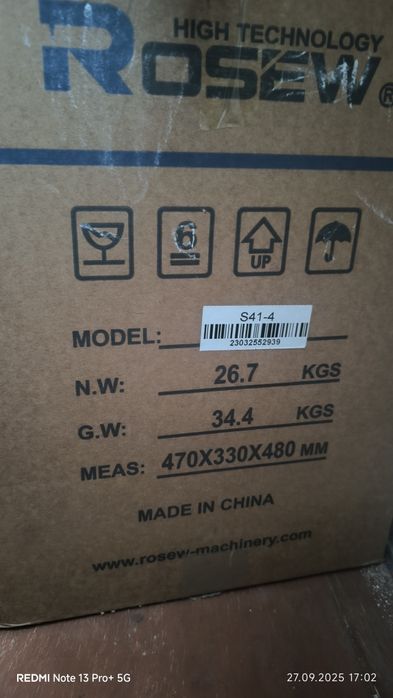 HIGH TECHNOLOGY
ROSEW®
6
UP
S41-4
23032552939
MODEL:
N.W: 26.7 KGS
G.W: 34.4 KGS
MEAS: 470X330X480 MM
MADE IN CHINA
www.rosew-machinery.com
REDMI Note 13 Pro+ 5G
27.09.2025 17:02